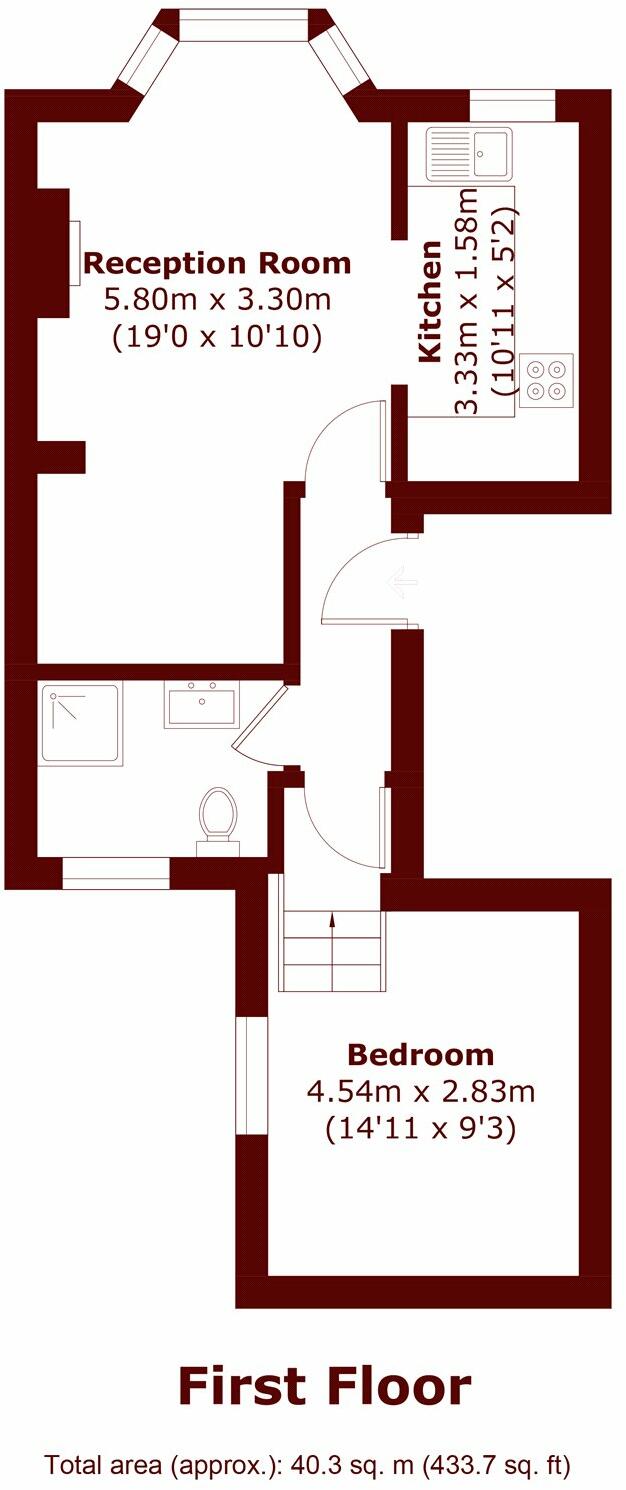 Reception Room
5.80m x 3.30m
(19'0 x 10'10)
Kitchen
3.33m x 1.58m
(10'11 x 5'2)
Bedroom
4.54m x 2.83m
(14'11 x 9'3)
First Floor
Total area (approx.): 40.3 sq. m (433.7 sq. ft)